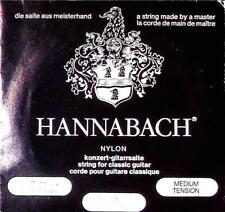 die saite aus meisterhand
a string made by a master
la corde de main de maître
HANNABACH®
NYLON
konzert-gitarrsaite
string for classic guitar
corde pour guitare classique
MEDIUM
TENSION